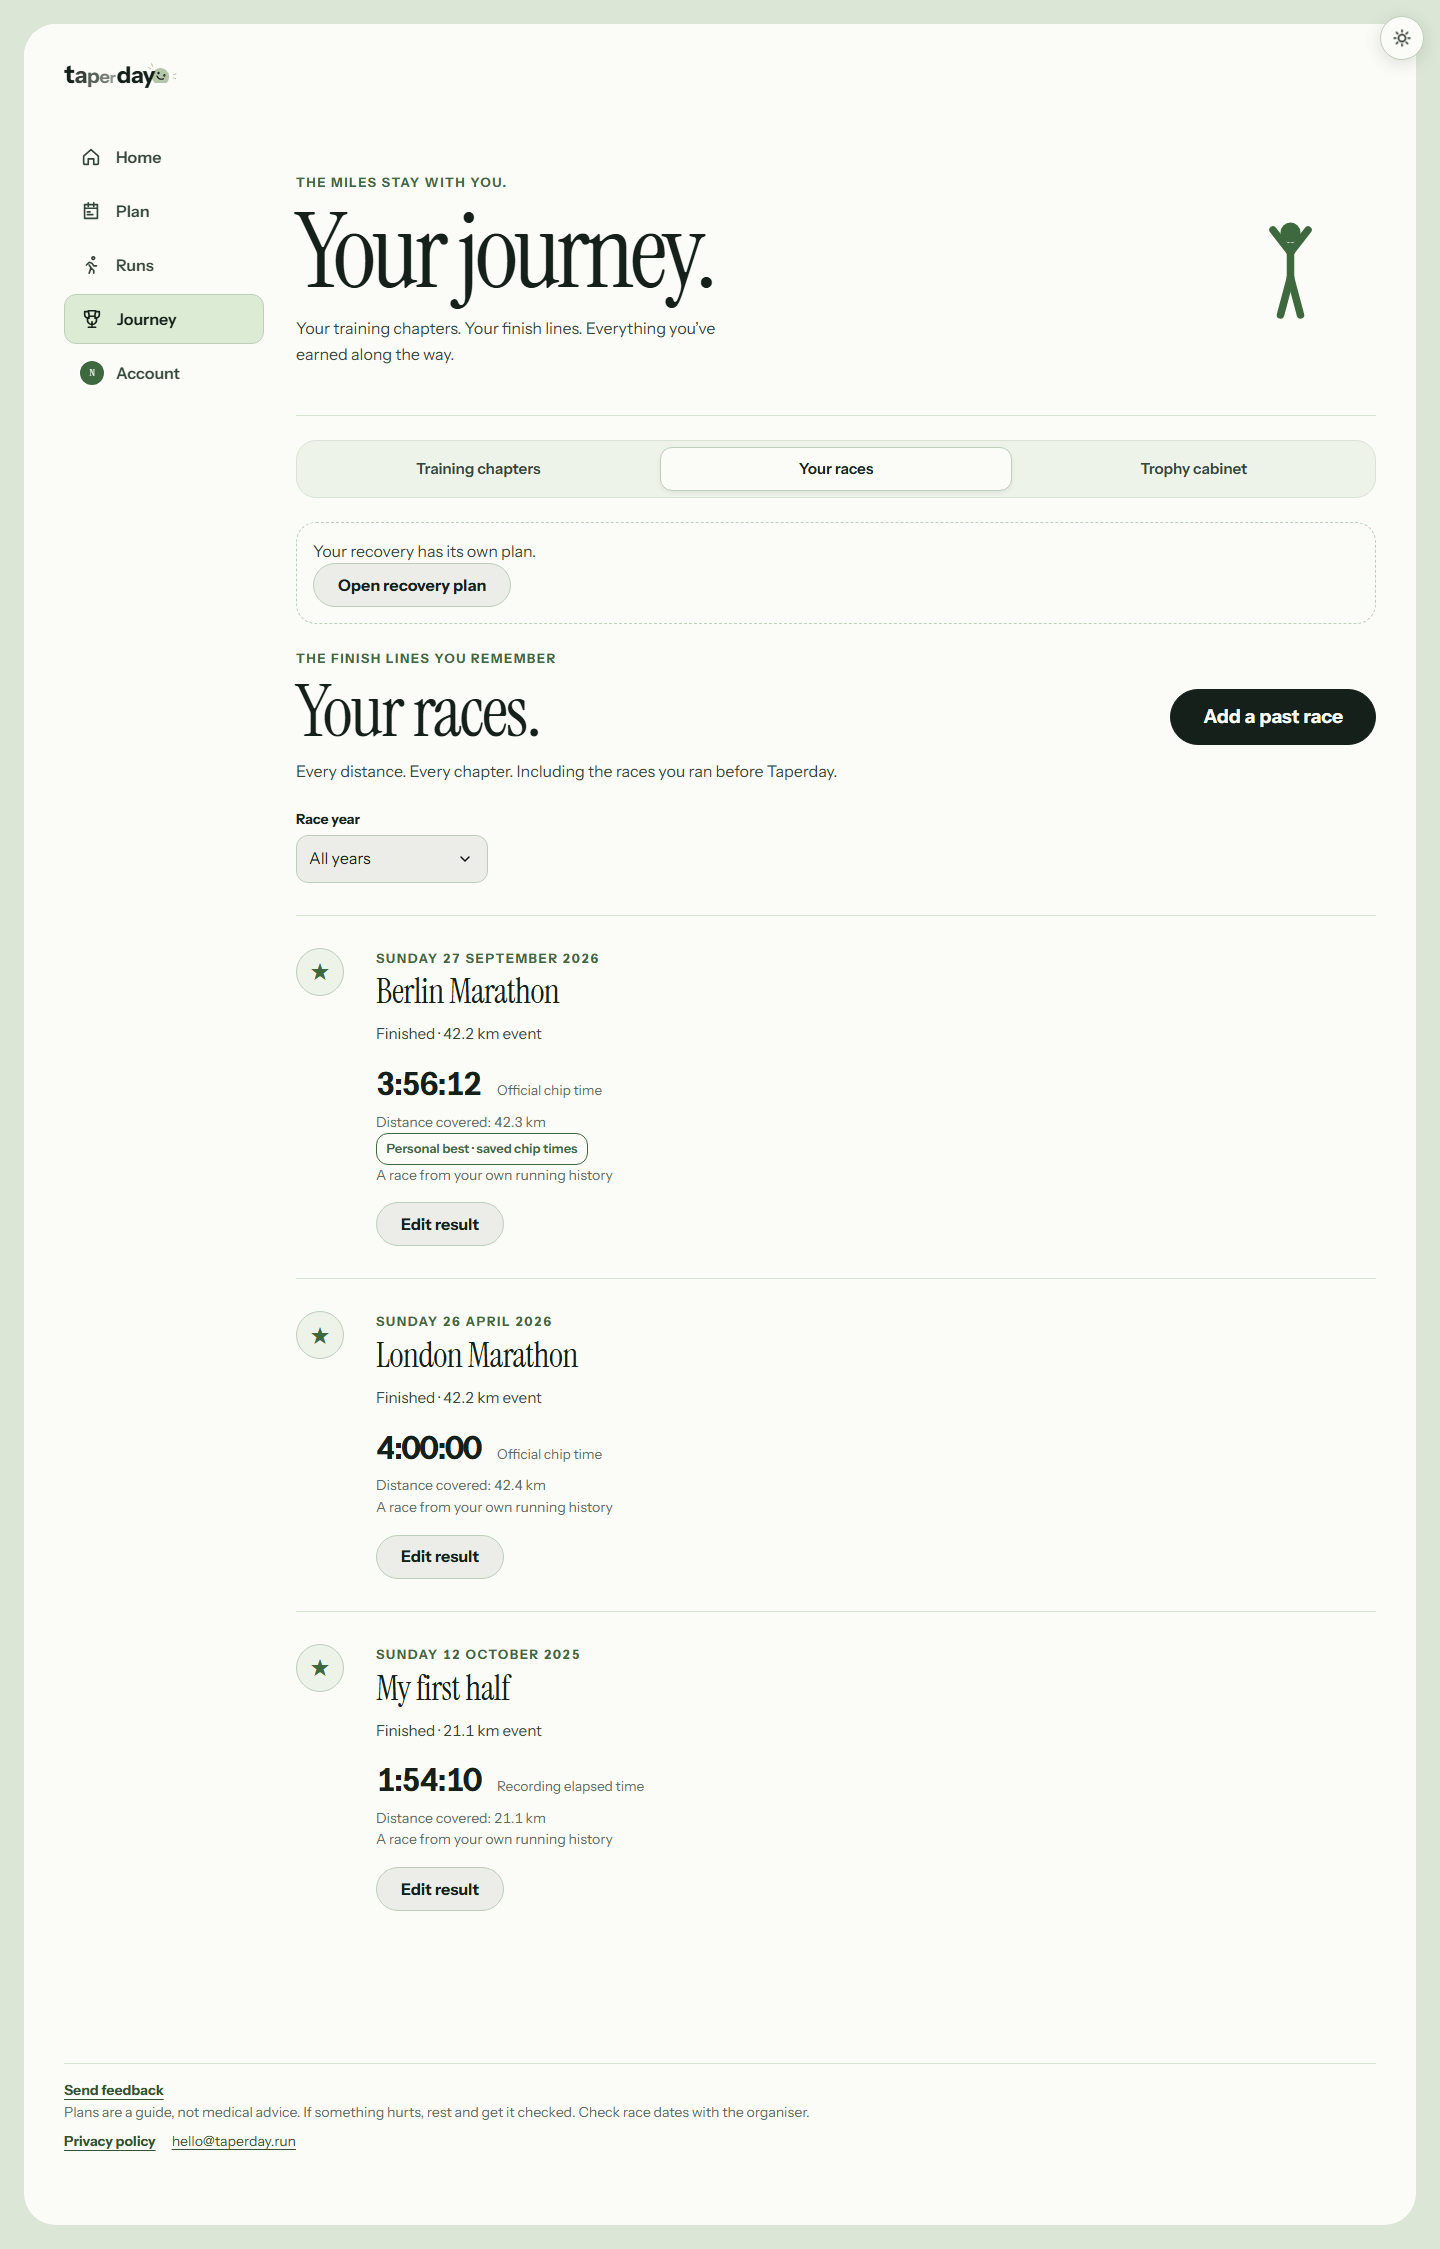 taperday
Home
Plan
Runs
Journey
N
Account
THE MILES STAY WITH YOU.
Your journey.
Your training chapters. Your finish lines. Everything you've
earned along the way.
Training chapters
Your races
Trophy cabinet
Your recovery has its own plan.
Open recovery plan
THE FINISH LINES YOU REMEMBER
Your races.
Add a past race
Every distance. Every chapter. Including the races you ran before Taperday.
Race year
All years
SUNDAY 27 SEPTEMBER 2026
Berlin Marathon
Finished · 42.2 km event
3:56:12 Official chip time
Distance covered: 42.3 km
Personal best · saved chip times
A race from your own running history
Edit result
SUNDAY 26 APRIL 2026
London Marathon
Finished · 42.2 km event
4:00:00 Official chip time
Distance covered: 42.4 km
A race from your own running history
Edit result
SUNDAY 12 OCTOBER 2025
My first half
Finished · 21.1 km event
1:54:10 Recording elapsed time
Distance covered: 21.1 km
A race from your own running history
Edit result
Send feedback
Plans are a guide, not medical advice. If something hurts, rest and get it checked. Check race dates with the organiser.
Privacy policy hello@taperday.run